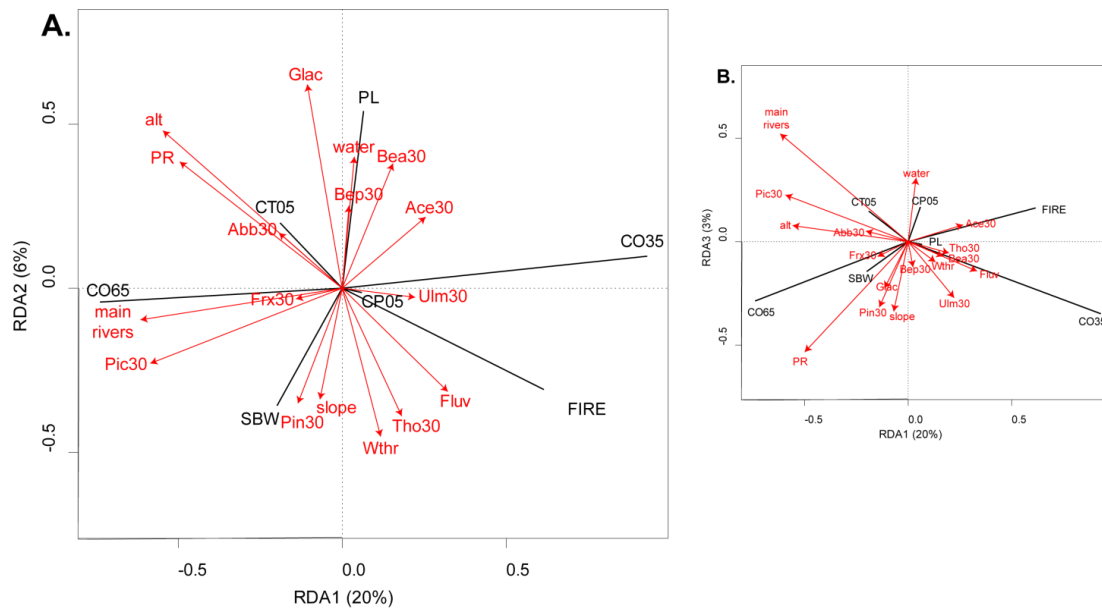 A.
Glac
PL
0.5
alt
water
Bea30
PR
Bep30
CT05
Ace30
Abb30
CO35
RDA2 (6%)
0.0
CO65
Frx30
CP05
Ulm30
main
rivers
Pic30
SBW
Pin30
slope
Fluv
FIRE
Tho30
Wthr
-0.5
-0.5
0.0
0.5
RDA1 (20%)
B.
main
rivers
0.5
water
Pic30
CT05
CP05
FIRE
alt
Abb30
Ace30
RDA3 (3%)
0.0
PL
Tho30
Frx30
Bea30
SBW
Bep30
Wthr
Fluv
Glac
CO65
Pin30
slope
Ulm30
CO35
PR
-0.5
-0.5
0.0
0.5
RDA1 (20%)